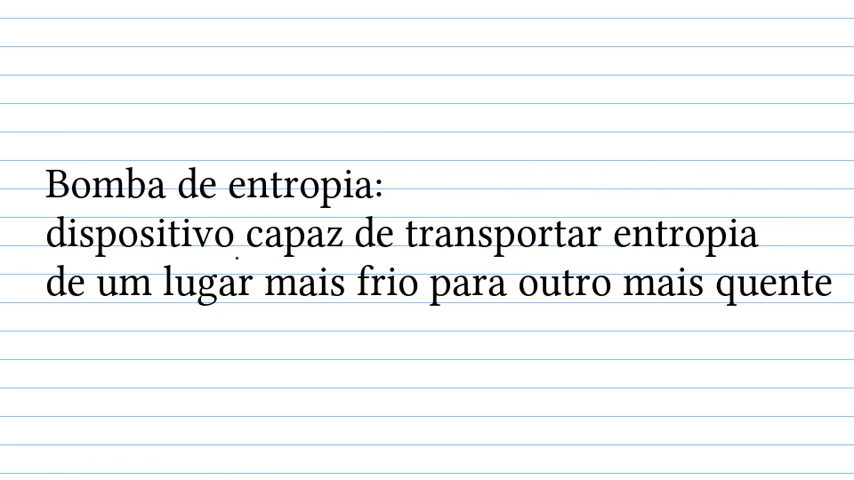 Bomba de entropia:
dispositivo capaz de transportar entropia
de um lugar mais frio para outro mais quente